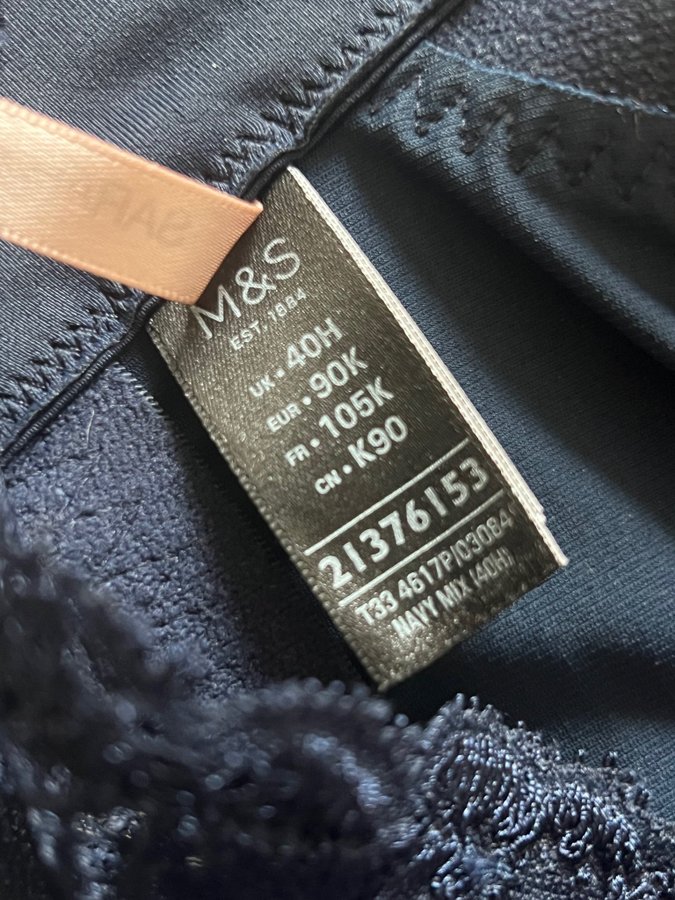 M&S
EST. 1884
UK • 40H
EUR • 90K
FR • 105K
CN • K90
21376153
T33 4617P/03084
NAVY MIX (40H)